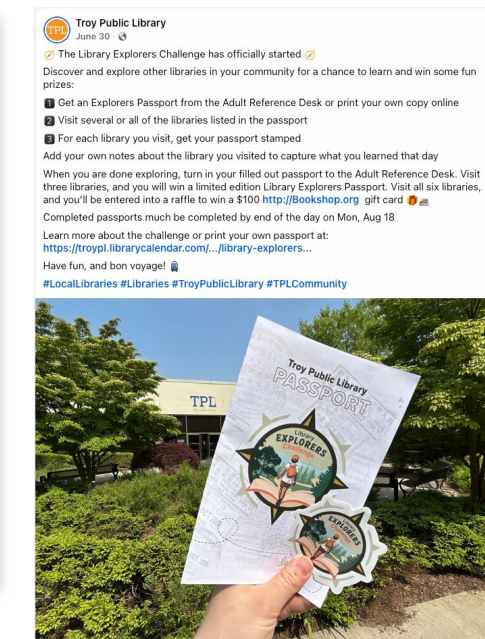 TPL
Troy Public Library
June 30 ·
The Library Explorers Challenge has officially started
Discover and explore other libraries in your community for a chance to learn and win some fun
prizes:
1 Get an Explorers Passport from the Adult Reference Desk or print your own copy online
2 Visit several or all of the libraries listed in the passport
3 For each library you visit, get your passport stamped
Add your own notes about the library you visited to capture what you learned that day
When you are done exploring, turn in your filled out passport to the Adult Reference Desk. Visit
three libraries, and you will win a limited edition Library Explorers Passport. Visit all six libraries,
and you'll be entered into a raffle to win a $100 http://Bookshop.org gift card
Completed passports much be completed by end of the day on Mon, Aug 18
Learn more about the challenge or print your own passport at:
https://troypl.librarycalendar.com/.../library-explorers...
Have fun, and bon voyage!
#LocalLibraries #Libraries #TroyPublicLibrary #TPLCommunity
TPL
Troy Public Library
PASSPORT
Library
EXPLORERS
Challenge
Library
EXPLORERS
Challenge